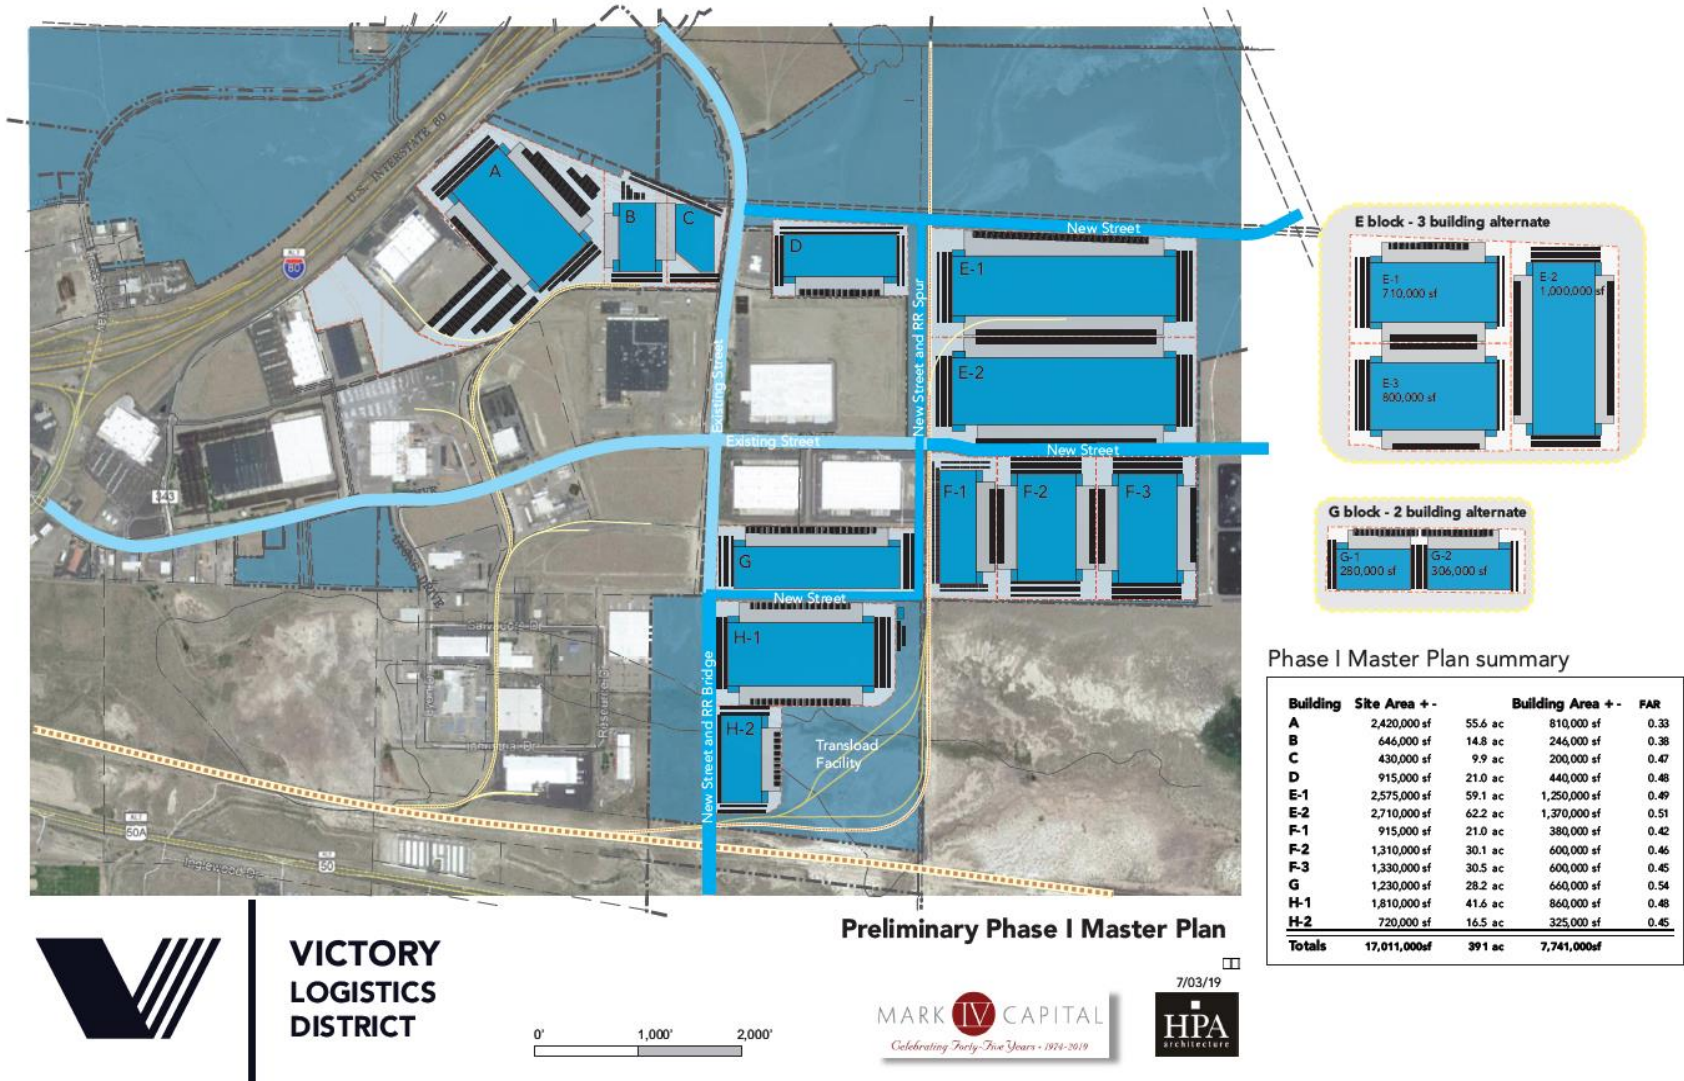 U.S. INTERSTATE 80
ALT
80
A
B
C
D
New Street
E-1
E-2
New Street and RR Spur
Existing Street
Existing Street
New Street
343
F-1
F-2
F-3
G
New Street
H-1
H-2
New Street and RR Bridge
Transload
Facility
ALT
50A
ALT
50
Inglewood Dr
E block - 3 building alternate
E-1
710,000 sf
E-2
1,000,000 sf
E-3
800,000 sf
G block - 2 building alternate
G-1
280,000 sf
G-2
306,000 sf
Phase I Master Plan summary
Building Site Area + - Building Area + - FAR
A 2,420,000 sf 55.6 ac 810,000 sf 0.33
B 646,000 sf 14.8 ac 246,000 sf 0.38
C 430,000 sf 9.9 ac 200,000 sf 0.47
D 915,000 sf 21.0 ac 440,000 sf 0.48
E-1 2,575,000 sf 59.1 ac 1,250,000 sf 0.49
E-2 2,710,000 sf 62.2 ac 1,370,000 sf 0.51
F-1 915,000 sf 21.0 ac 380,000 sf 0.42
F-2 1,310,000 sf 30.1 ac 600,000 sf 0.46
F-3 1,330,000 sf 30.5 ac 600,000 sf 0.45
G 1,230,000 sf 28.2 ac 660,000 sf 0.54
H-1 1,810,000 sf 41.6 ac 860,000 sf 0.48
H-2 720,000 sf 16.5 ac 325,000 sf 0.45
Totals 17,011,000sf 391 ac 7,741,000sf
Preliminary Phase I Master Plan
7/03/19
VICTORY
LOGISTICS
DISTRICT
0' 1,000' 2,000'
MARK IV CAPITAL
Celebrating Forty-Five Years • 1974-2019
HPA
architecture